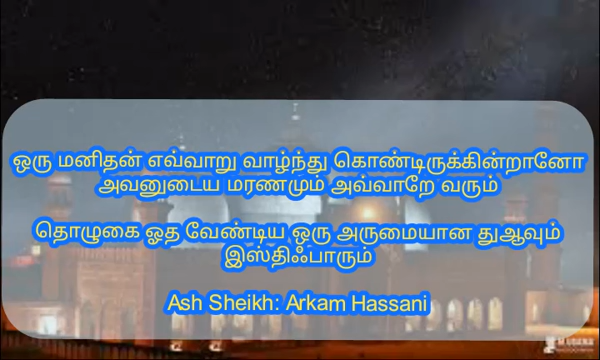 ஒரு மனிதன் எவ்வாறு வாழ்ந்து கொண்டிருக்கின்றானோ
அவனுடைய மரணமும் அவ்வாறே வரும்
தொழுகை ஓத வேண்டிய ஒரு அருமையான துஆவும்
இஸ்திஃபாரும்
Ash Sheikh: Arkam Hassani